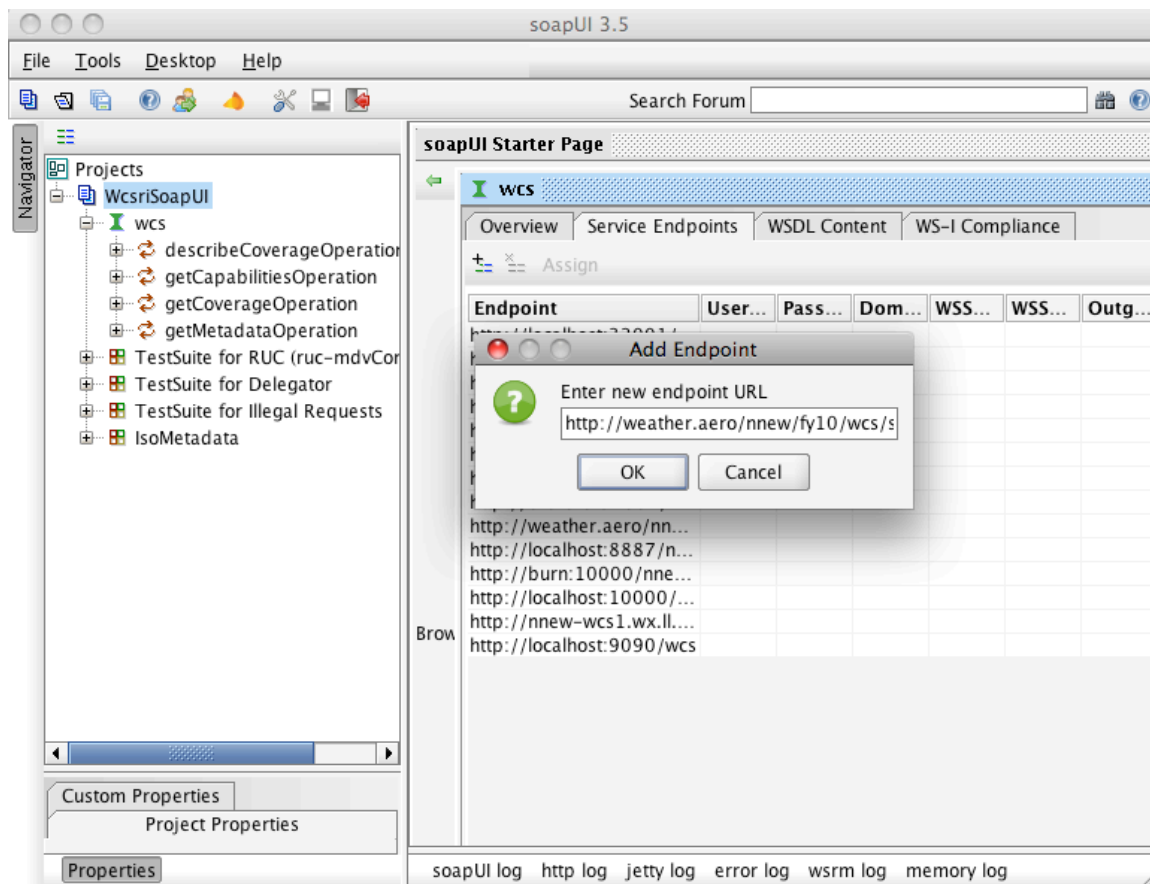 soapUI 3.5
File Tools Desktop Help
Search Forum
Navigator
Projects
WcsriSoapUI
wcs
describeCoverageOperation
getCapabilitiesOperation
getCoverageOperation
getMetadataOperation
TestSuite for RUC (ruc-mdvCor
TestSuite for Delegator
TestSuite for Illegal Requests
IsoMetadata
Custom Properties
Project Properties
Properties
soapUI Starter Page
wcs
Overview Service Endpoints WSDL Content WS-I Compliance
Assign
Endpoint User... Pass... Dom... WSS... WSS... Outg...
Add Endpoint
Enter new endpoint URL
http://weather.aero/nnew/fy10/wcs/s
OK Cancel
http://weather.aero/nn...
http://localhost:8887/n...
http://burn:10000/nne...
http://localhost:10000/...
http://nnew-wcs1.wx.ll....
http://localhost:9090/wcs
Brow
soapUI log http log jetty log error log wsrm log memory log